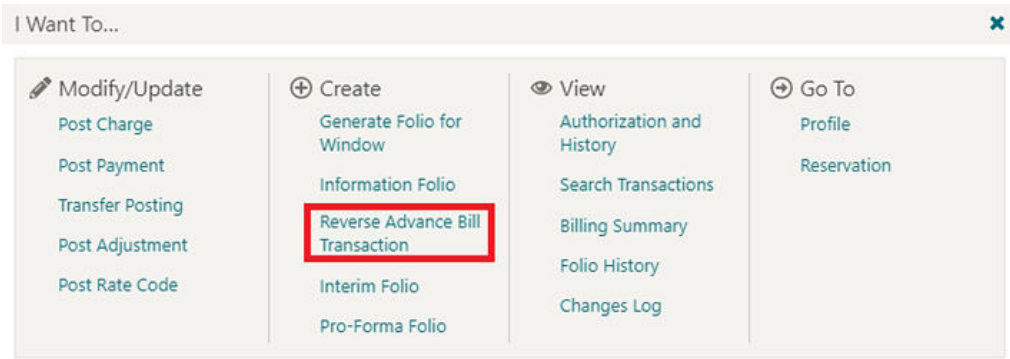 I Want To...
Modify/Update
Post Charge
Post Payment
Transfer Posting
Post Adjustment
Post Rate Code
Create
Generate Folio for
Window
Information Folio
Reverse Advance Bill
Transaction
Interim Folio
Pro-Forma Folio
View
Authorization and
History
Search Transactions
Billing Summary
Folio History
Changes Log
Go To
Profile
Reservation